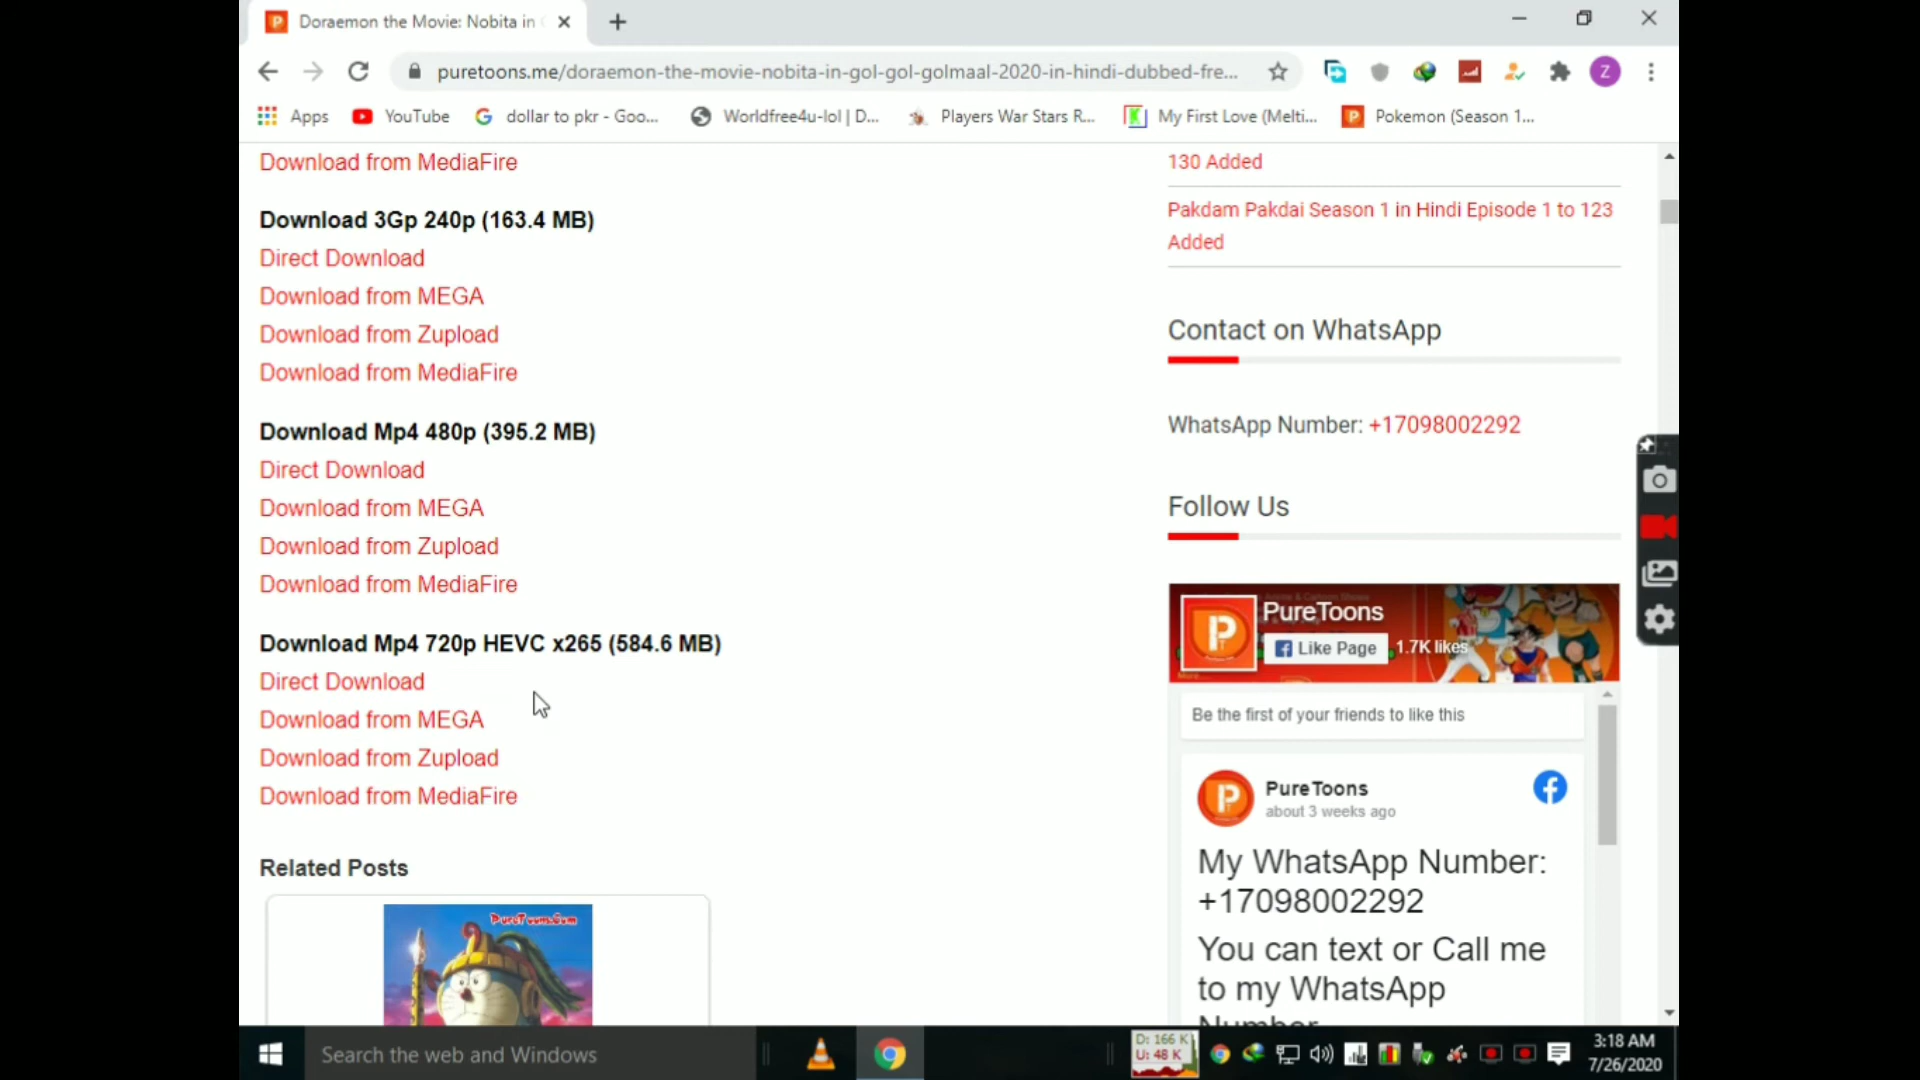 Doraemon the Movie: Nobita in
puretoons.me/doraemon-the-movie-nobita-in-gol-gol-golmaal-2020-in-hindi-dubbed-fre...
Z
Apps
YouTube
dollar to pkr - Goo...
Worldfree4u-lol | D...
Players War Stars R...
My First Love (Melti...
Pokemon (Season 1...
Download from MediaFire
Download 3Gp 240p (163.4 MB)
Direct Download
Download from MEGA
Download from Zupload
Download from MediaFire
Download Mp4 480p (395.2 MB)
Direct Download
Download from MEGA
Download from Zupload
Download from MediaFire
Download Mp4 720p HEVC x265 (584.6 MB)
Direct Download
Download from MEGA
Download from Zupload
Download from MediaFire
Related Posts
PureToons.Com
130 Added
Pakdam Pakdai Season 1 in Hindi Episode 1 to 123
Added
Contact on WhatsApp
WhatsApp Number: +17098002292
Follow Us
PureToons
Like Page
1.7K likes
Be the first of your friends to like this
PureToons
about 3 weeks ago
My WhatsApp Number:
+17098002292
You can text or Call me
to my WhatsApp
Number
Search the web and Windows
D: 166 K
U: 48 K
3:18 AM
7/26/2020